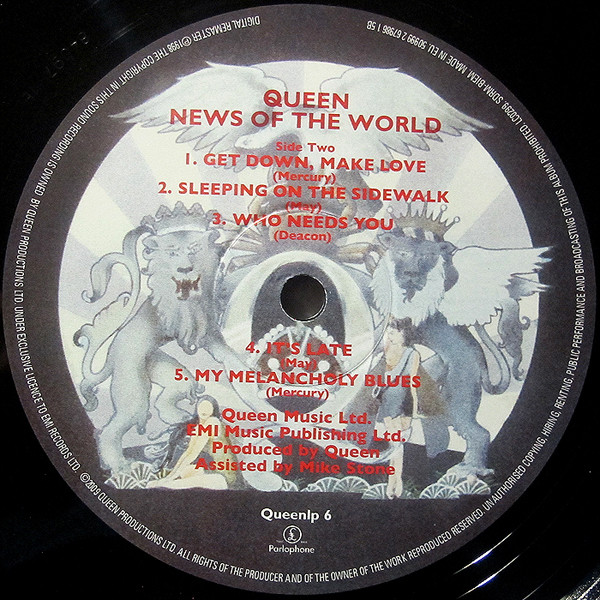 QUEEN
NEWS OF THE WORLD
Side Two
1. GET DOWN, MAKE LOVE
(Mercury)
2. SLEEPING ON THE SIDEWALK
(May)
3. WHO NEEDS YOU
(Deacon)
4. IT'S LATE
(May)
5. MY MELANCHOLY BLUES
(Mercury)
Queen Music Ltd.
EMI Music Publishing Ltd.
Produced by Queen
Assisted by Mike Stone
Queenlp 6
Parlophone
©2009 QUEEN PRODUCTIONS LTD. ALL RIGHTS OF THE PRODUCER AND OF THE OWNER OF THE WORK REPRODUCED RESERVED. UNAUTHORISED COPYING, HIRING, RENTING, PUBLIC PERFORMANCE AND BROADCASTING OF THIS ALBUM PROHIBITED. LC0299 SDRM-BIEM MADE IN EU
DIGITAL REMASTER ℗1998 THE COPYRIGHT IN THIS SOUND RECORDING IS OWNED BY QUEEN PRODUCTIONS LTD. UNDER EXCLUSIVE LICENCE TO EMI RECORDS LTD.